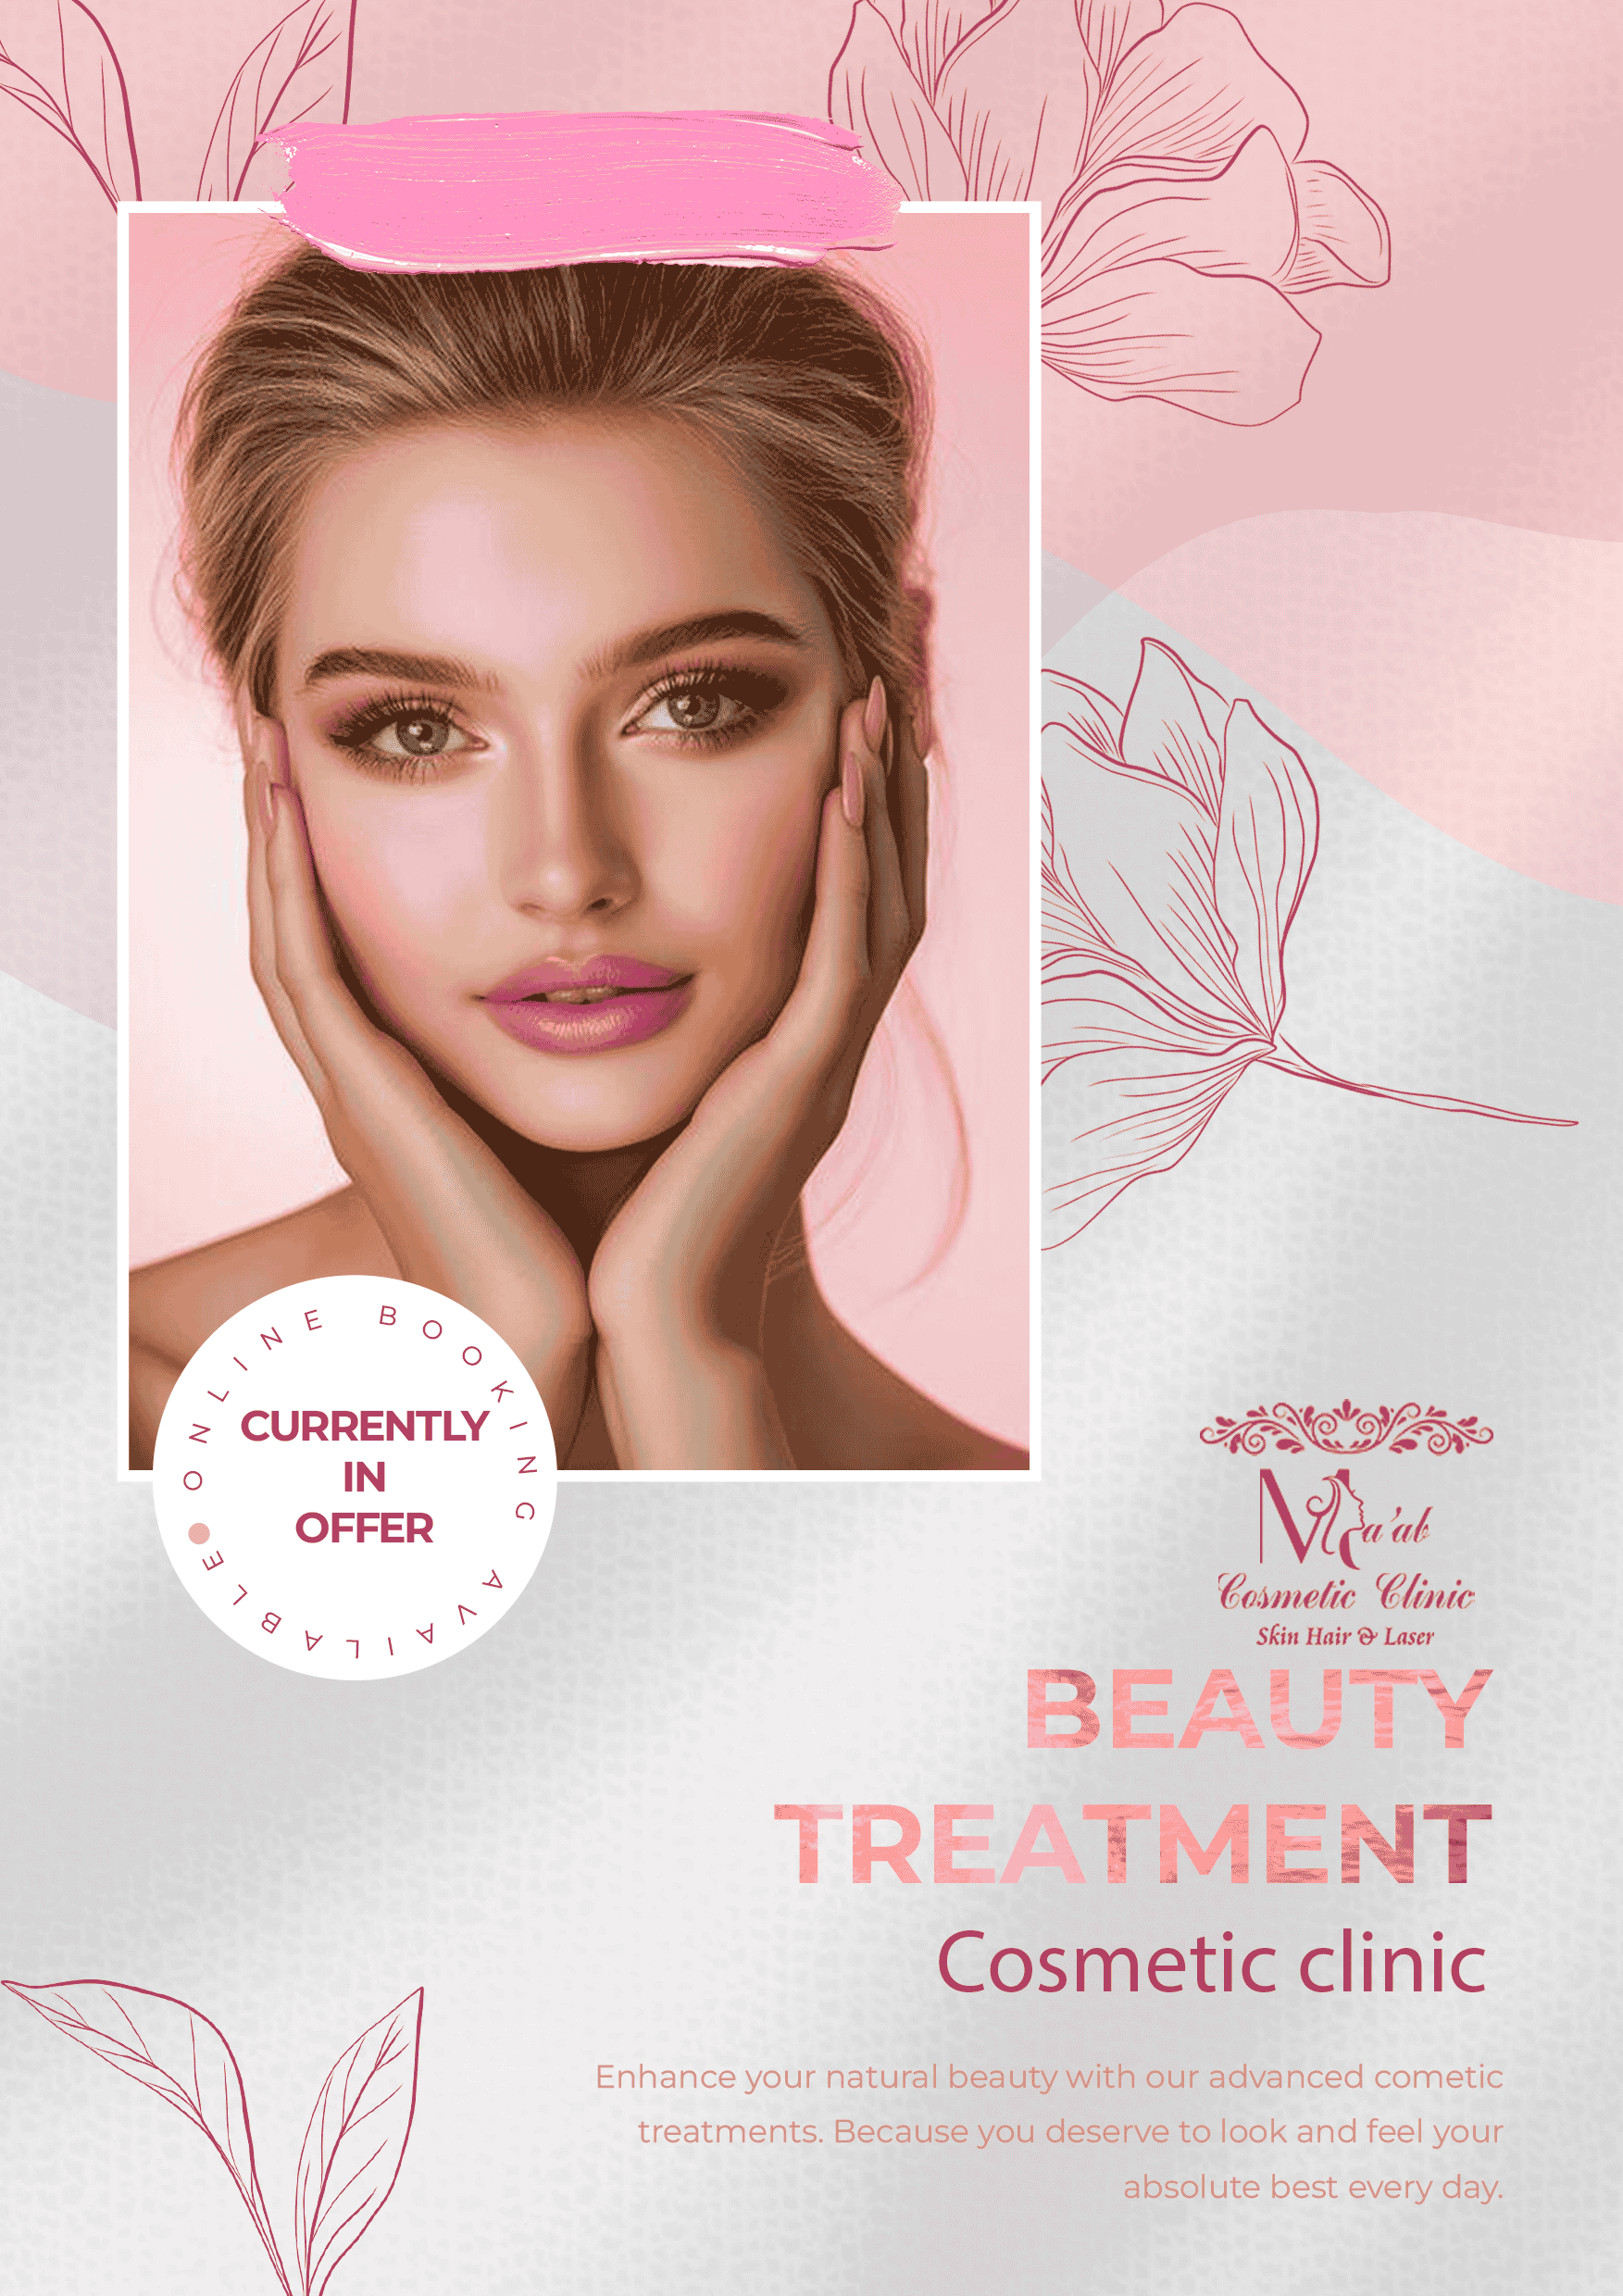 ONLINE BOOKING AVAILABLE
CURRENTLY
IN
OFFER
Ma'ab
Cosmetic Clinic
Skin Hair & Laser
BEAUTY
TREATMENT
Cosmetic clinic
Enhance your natural beauty with our advanced cometic
treatments. Because you deserve to look and feel your
absolute best every day.